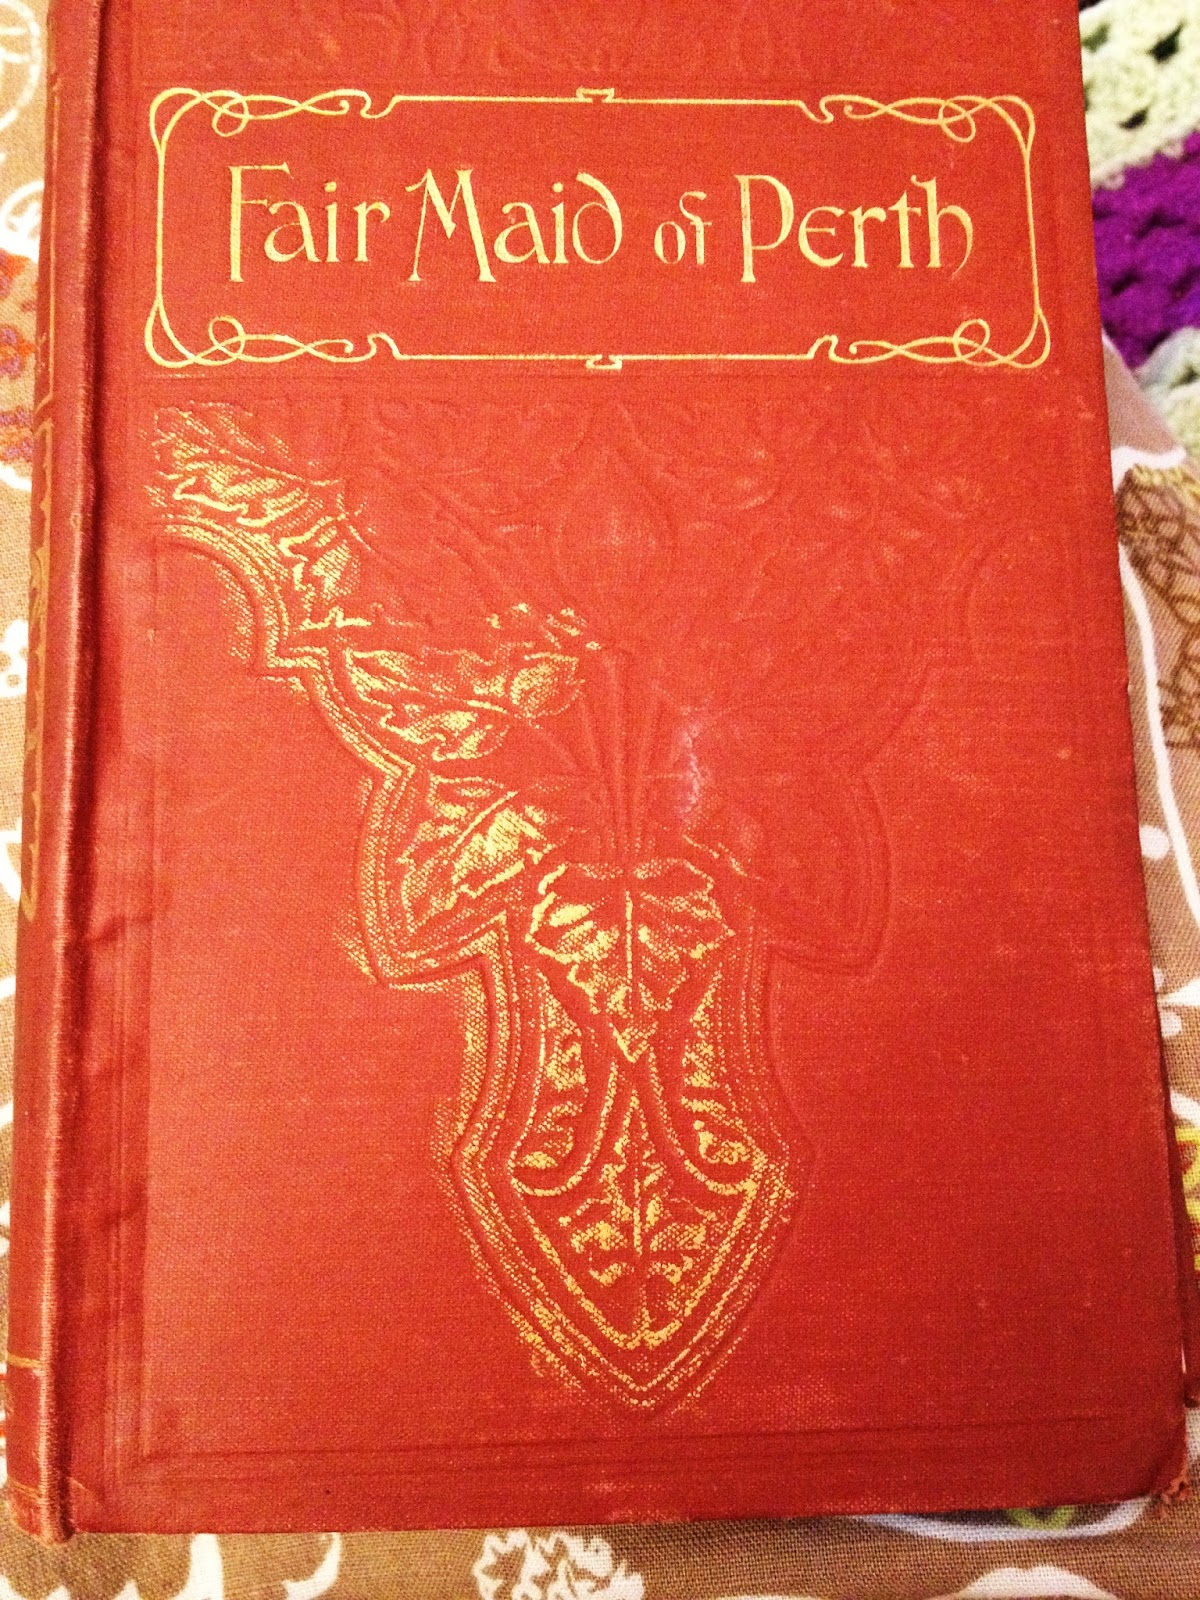 Fair Maid of Perth